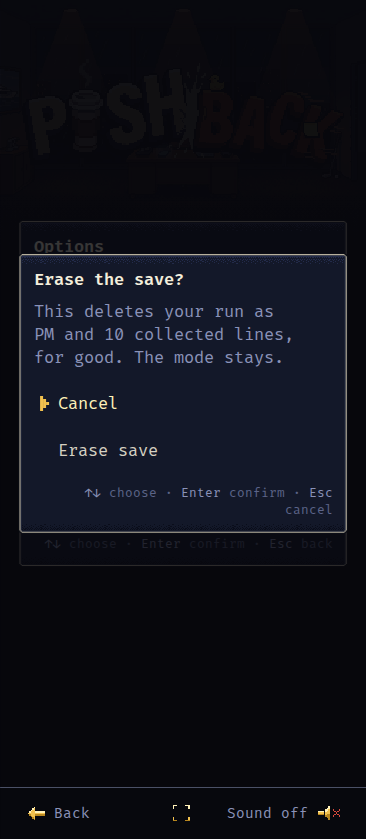 PUSHBACK
Options
Erase the save?
This deletes your run as
PM and 10 collected lines,
for good. The mode stays.
Cancel
Erase save
↑↓ choose · Enter confirm · Esc
cancel
↑↓ choose · Enter confirm · Esc back
Back
Sound off